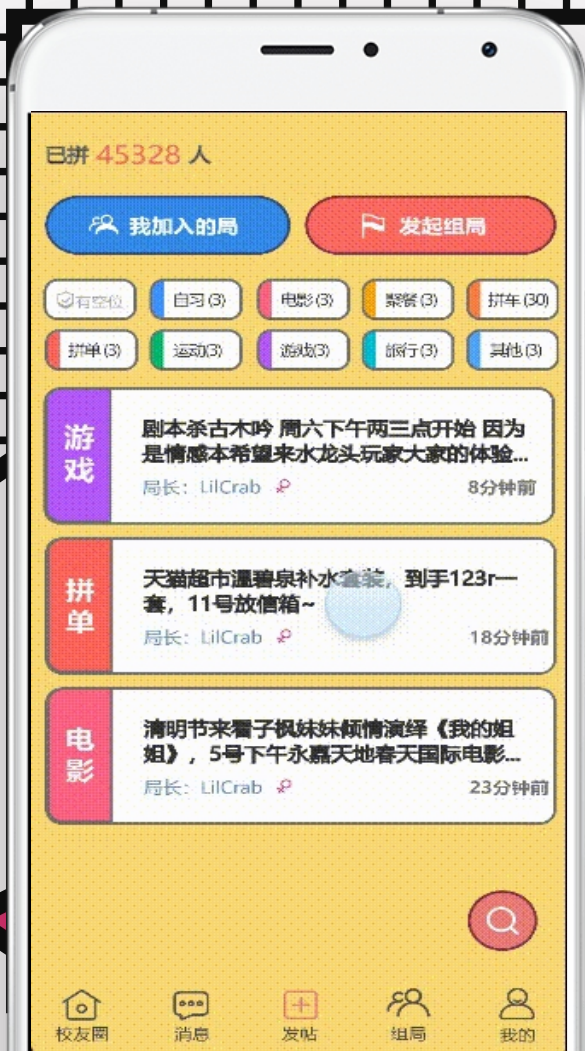 已拼 45328 人
我加入的局 发起组局
有空位 自习(3) 电影(3) 聚餐(3) 拼车(30)
拼单(3) 运动(3) 游戏(3) 旅行(3) 其他(3)
游戏
剧本杀古木吟 周六下午两三点开始 因为
是情感本希望来水龙头玩家大家的体验...
局长：LilCrab 8分钟前
拼单
天猫超市温碧泉补水套装，到手123r一
套，11号放信箱~
局长：LilCrab 18分钟前
电影
清明节来看子枫妹妹倾情演绎《我的姐
姐》，5号下午永嘉天地春天国际电影...
局长：LilCrab 23分钟前
校友圈 消息 发帖 组局 我的